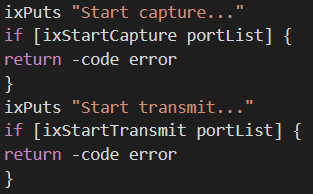 ixPuts "Start capture..."
if [ixStartCapture portList] {
return -code error
}
ixPuts "Start transmit..."
if [ixStartTransmit portList] {
return -code error
}